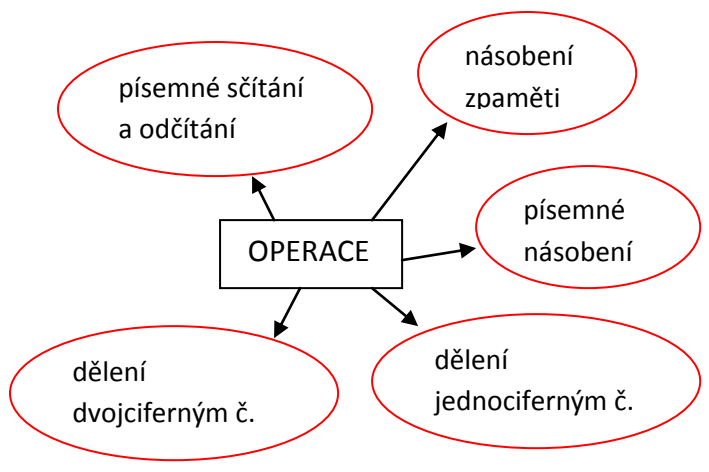 písemné sčítání
a odčítání
násobení
zpaměti
písemné
násobení
OPERACE
dělení
dvojciferným č.
dělení
jednociferným č.